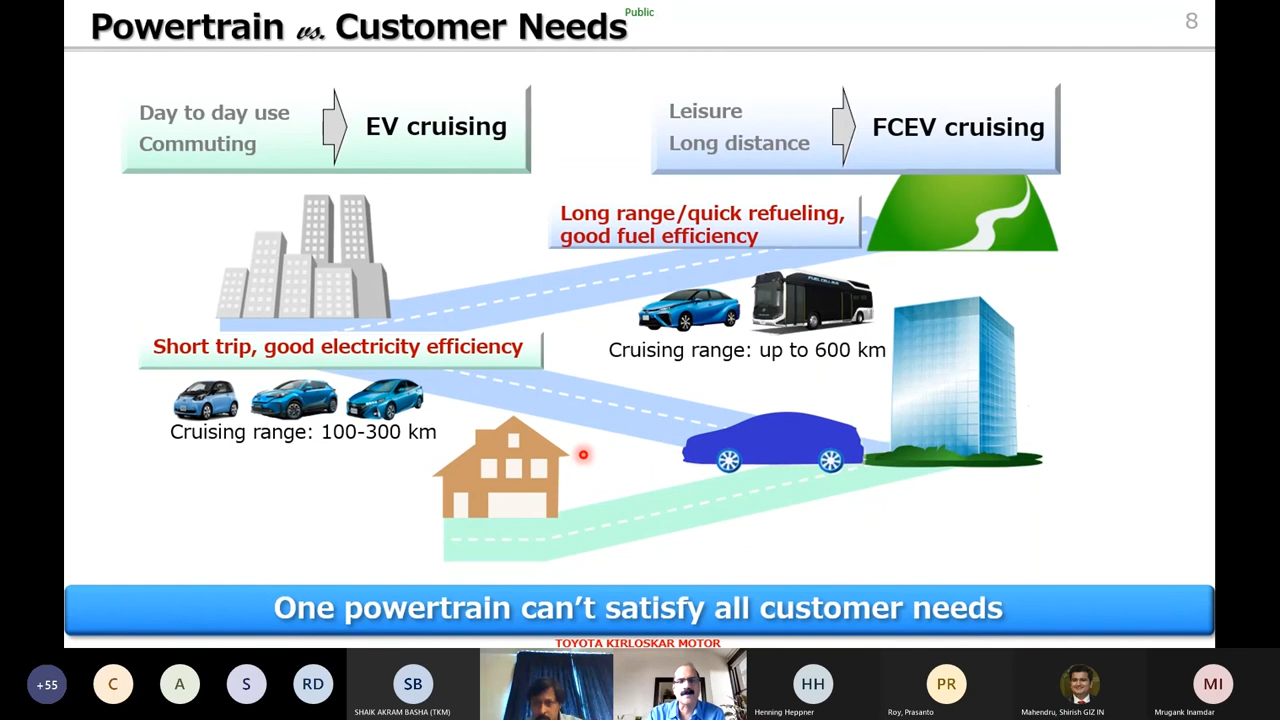 Powertrain vs. Customer Needs
Public
8
Day to day use
Commuting
EV cruising
Leisure
Long distance
FCEV cruising
Long range/quick refueling,
good fuel efficiency
FUEL CELL BUS
Short trip, good electricity efficiency
Cruising range: up to 600 km
Cruising range: 100-300 km
One powertrain can’t satisfy all customer needs
TOYOTA KIRLOSKAR MOTOR
+55
C
A
S
RD
SB
HH
PR
MI
SHAIK AKRAM BASHA (TKM)
Henning Heppner
Roy, Prasanto
Mahendru, Shirish GIZ IN
Mrugank Inamdar